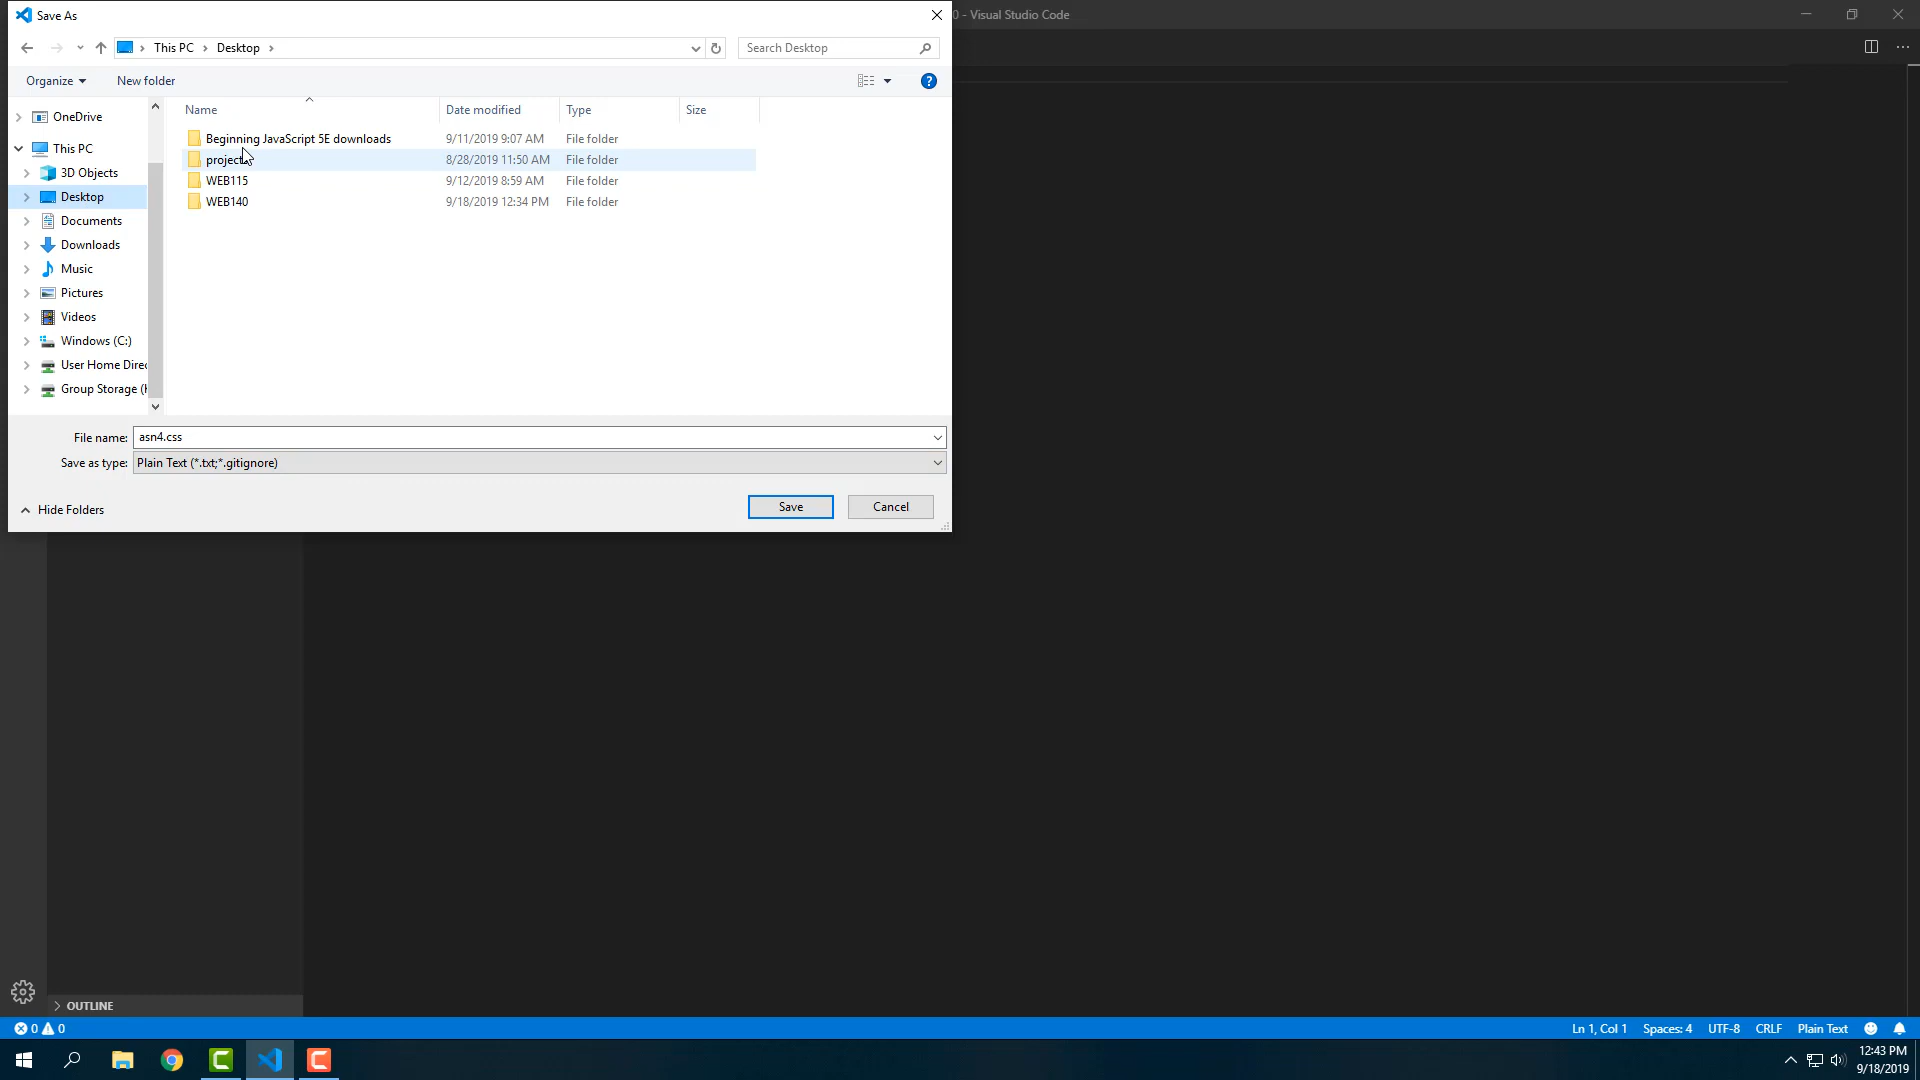 Save As
0 - Visual Studio Code
This PC
Desktop
Search Desktop
Organize
New folder
Name
Date modified
Type
Size
OneDrive
This PC
3D Objects
Desktop
Documents
Downloads
Music
Pictures
Videos
Windows (C:)
User Home Direc
Group Storage (
Beginning JavaScript 5E downloads 9/11/2019 9:07 AM File folder
project 8/28/2019 11:50 AM File folder
WEB115 9/12/2019 8:59 AM File folder
WEB140 9/18/2019 12:34 PM File folder
File name: asn4.css
Save as type: Plain Text (*.txt;*.gitignore)
Hide Folders
Save
Cancel
OUTLINE
0 0
Ln 1, Col 1 Spaces: 4 UTF-8 CRLF Plain Text
12:43 PM
9/18/2019